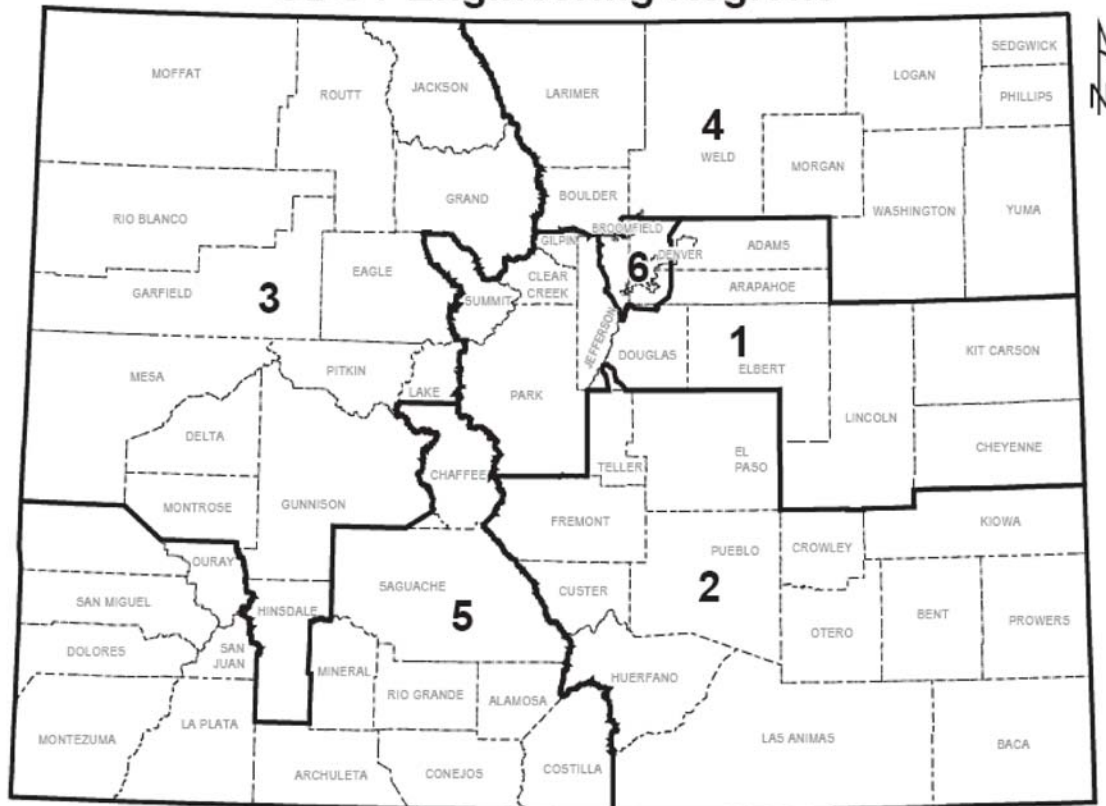 MOFFAT
ROUTT
JACKSON
LARIMER
4
WELD
LOGAN
SEDGWICK
PHILLIPS
MORGAN
WASHINGTON
YUMA
RIO BLANCO
GRAND
BOULDER
BROOMFIELD
GILPIN
ADAMS
DENVER
6
ARAPAHOE
EAGLE
GARFIELD
3
CLEAR
CREEK
SUMMIT
JEFFERSON
DOUGLAS
1
ELBERT
KIT CARSON
MESA
PITKIN
LAKE
PARK
LINCOLN
CHEYENNE
DELTA
CHAFFEE
TELLER
EL
PASO
MONTROSE
GUNNISON
FREMONT
KIOWA
OURAY
PUEBLO
CROWLEY
SAGUACHE
CUSTER
2
SAN MIGUEL
HINSDALE
5
BENT
PROWERS
OTERO
DOLORES
SAN
JUAN
MINERAL
RIO GRANDE
ALAMOSA
HUERFANO
LA PLATA
MONTEZUMA
LAS ANIMAS
BACA
ARCHULETA
CONEJOS
COSTILLA